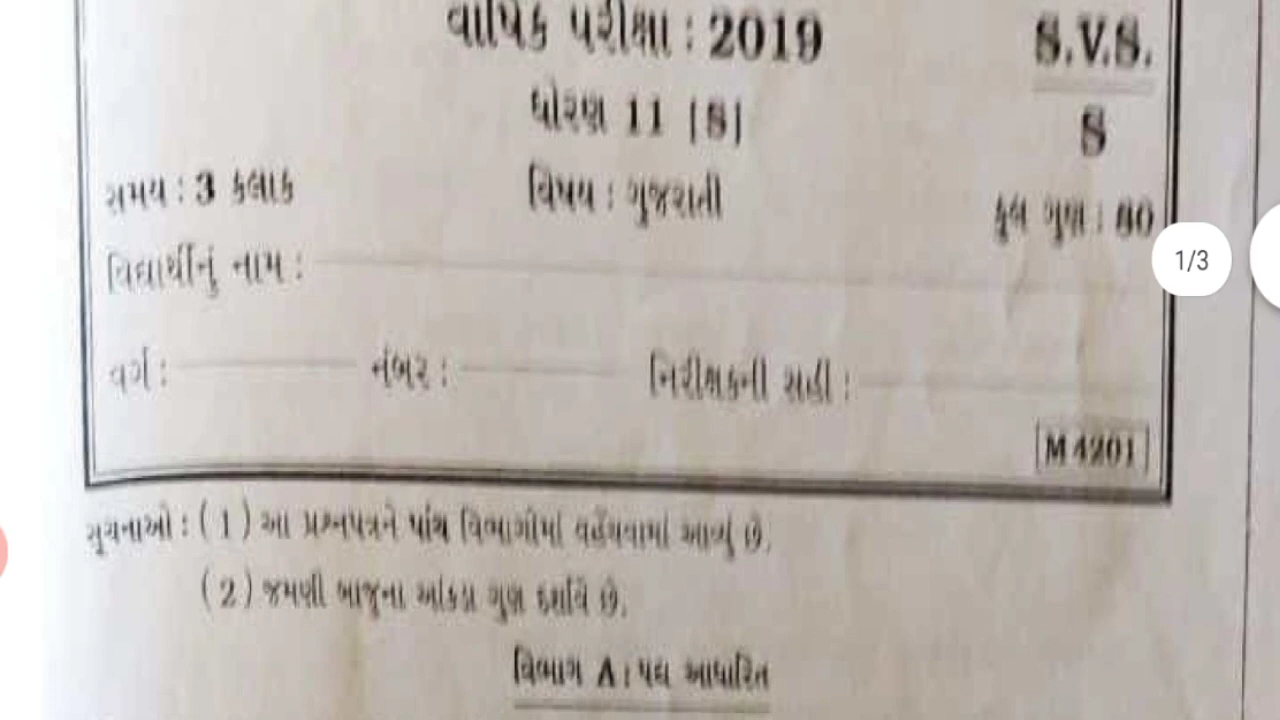 વાર્ષિક પરીક્ષા : 2019
S.V.S.
ધોરણ 11 [S]
S
સમય : 3 કલાક
વિષય : ગુજરાતી
કુલ ગુણ : 80
વિદ્યાર્થીનું નામ :
વર્ગ : નંબર : નિરીક્ષકની સહી :
M 4201
સૂચનાઓ : ( 1 ) આ પ્રશ્નપત્રને પાંચ વિભાગોમાં વહેંચવામાં આવ્યું છે.
( 2 ) જમણી બાજુના આંકડા ગુણ દર્શાવે છે.
વિભાગ A : પદ્ય આધારિત
1/3